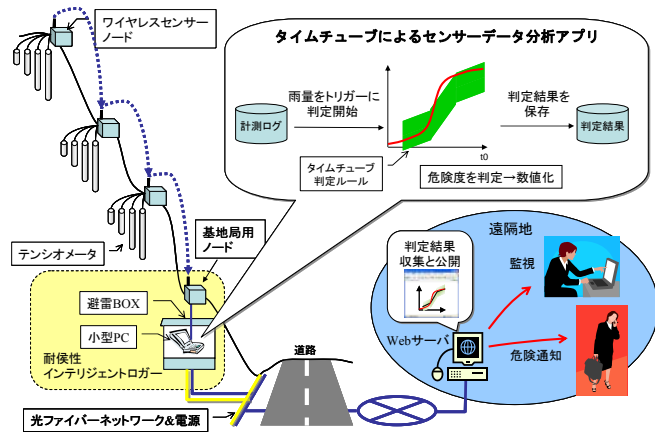 ワイヤレスセンサー
ノード
タイムチューブによるセンサーデータ分析アプリ
計測ログ
雨量をトリガーに
判定開始
t0
判定結果を
保存
判定結果
タイムチューブ
判定ルール
危険度を判定→数値化
テンシオメータ
基地局用
ノード
避雷BOX
小型PC
耐侯性
インテリジェントロガー
道路
光ファイバーネットワーク&電源
遠隔地
判定結果
収集と公開
監視
Webサーバ
危険通知